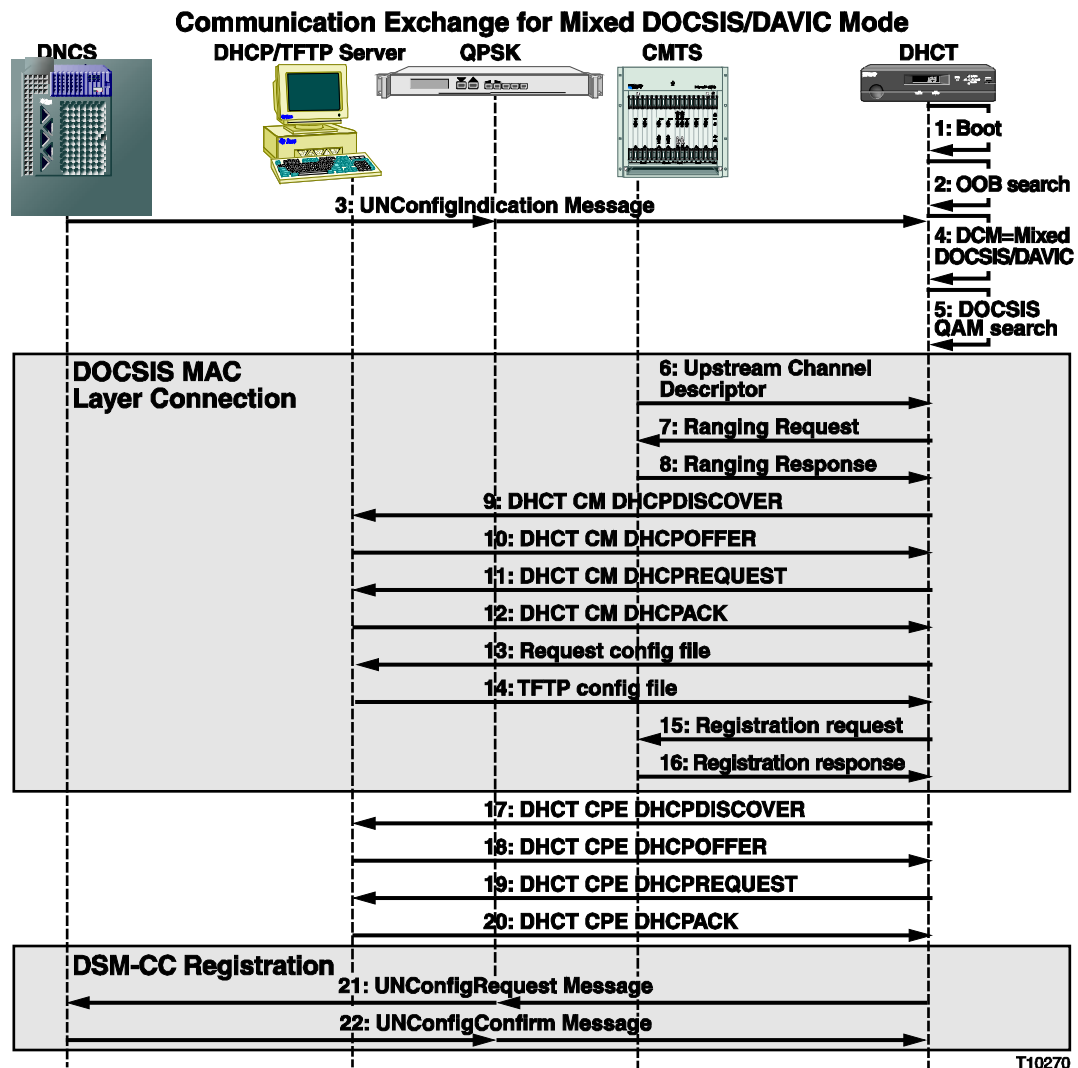 Communication Exchange for Mixed DOCSIS/DAVIC Mode
DNCS
DHCP/TFTP Server
QPSK
CMTS
DHCT
1: Boot
2: OOB search
3: UNConfigIndication Message
4: DCM=Mixed
DOCSIS/DAVIC
5: DOCSIS
QAM search
DOCSIS MAC
Layer Connection
6: Upstream Channel
Descriptor
7: Ranging Request
8: Ranging Response
9: DHCT CM DHCPDISCOVER
10: DHCT CM DHCPOFFER
11: DHCT CM DHCPREQUEST
12: DHCT CM DHCPACK
13: Request config file
14: TFTP config file
15: Registration request
16: Registration response
17: DHCT CPE DHCPDISCOVER
18: DHCT CPE DHCPOFFER
19: DHCT CPE DHCPREQUEST
20: DHCT CPE DHCPACK
DSM-CC Registration
21: UNConfigRequest Message
22: UNConfigConfirm Message
T10270